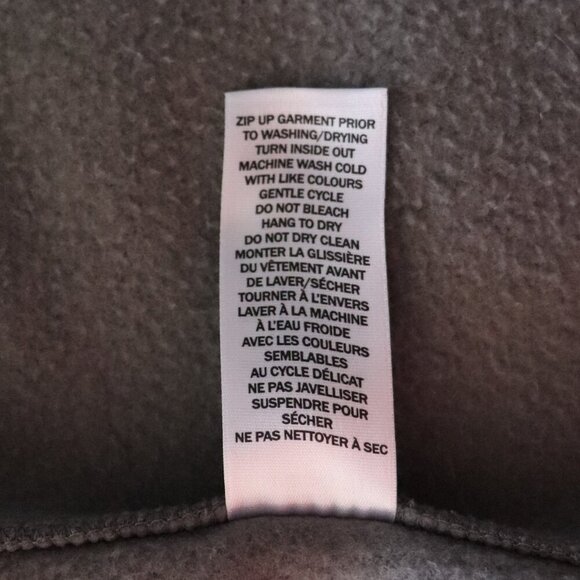 ZIP UP GARMENT PRIOR
TO WASHING/DRYING
TURN INSIDE OUT
MACHINE WASH COLD
WITH LIKE COLOURS
GENTLE CYCLE
DO NOT BLEACH
HANG TO DRY
DO NOT DRY CLEAN
MONTER LA GLISSIÈRE
DU VÊTEMENT AVANT
DE LAVER/SÉCHER
TOURNER À L'ENVERS
LAVER À LA MACHINE
À L'EAU FROIDE
AVEC LES COULEURS
SEMBLABLES
AU CYCLE DÉLICAT
NE PAS JAVELLISER
SUSPENDRE POUR
SÉCHER
NE PAS NETTOYER À SEC